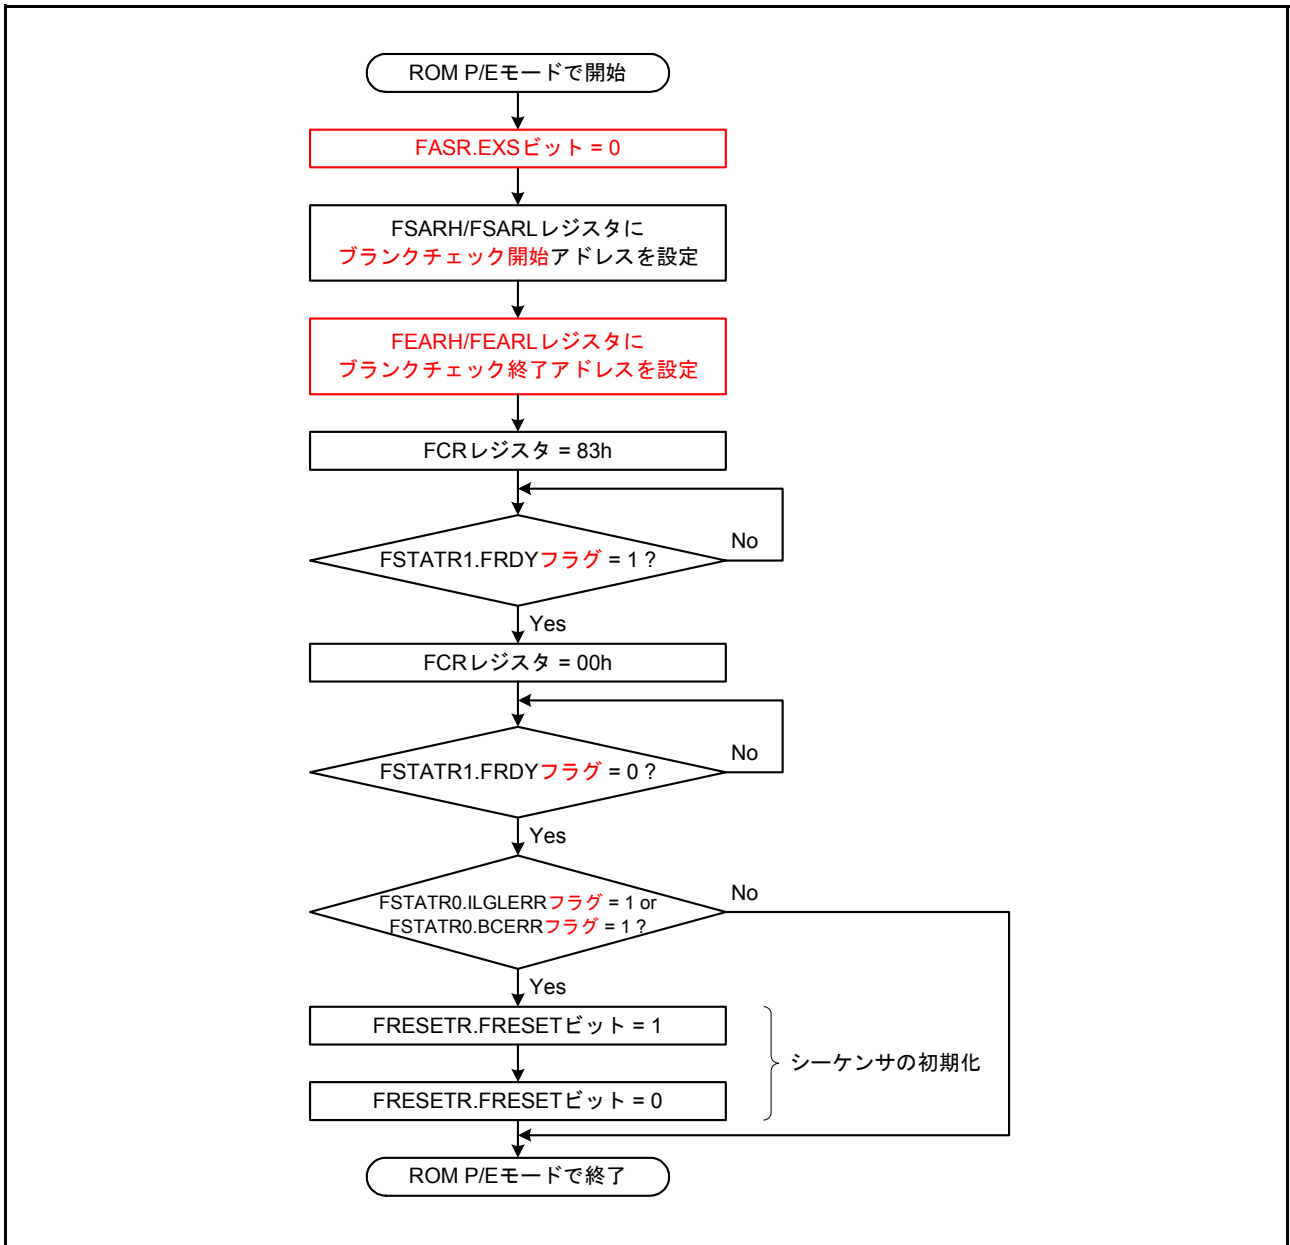 ROM P/Eモードで開始
FASR.EXSビット = 0
FSARH/FSARLレジスタに
ブランクチェック開始アドレスを設定
FEARH/FEARLレジスタに
ブランクチェック終了アドレスを設定
FCRレジスタ = 83h
FSTATR1.FRDYフラグ = 1 ?
No
Yes
FCRレジスタ = 00h
FSTATR1.FRDYフラグ = 0 ?
No
Yes
FSTATR0.ILGLERRフラグ = 1 or
FSTATR0.BCERRフラグ = 1 ?
No
Yes
FRESETR.FRESETビット = 1
シーケンサの初期化
FRESETR.FRESETビット = 0
ROM P/Eモードで終了